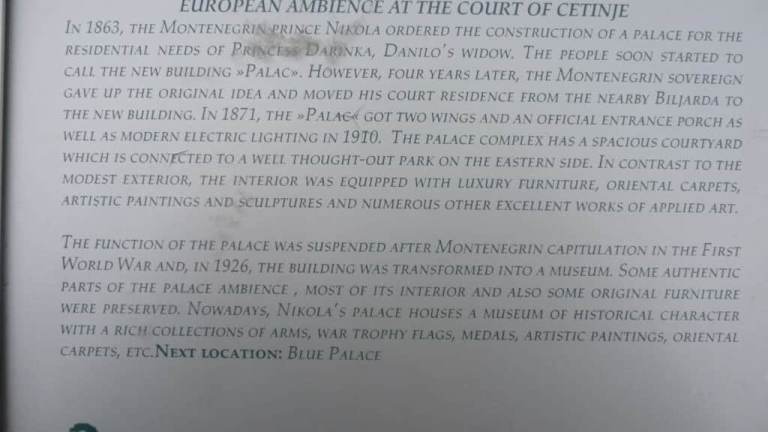 EUROPEAN AMBIENCE AT THE COURT OF CETINJE
IN 1863, THE MONTENEGRIN PRINCE NIKOLA ORDERED THE CONSTRUCTION OF A PALACE FOR THE
RESIDENTIAL NEEDS OF PRINCESS DARINKA, DANILO'S WIDOW. THE PEOPLE SOON STARTED TO
CALL THE NEW BUILDING »PALAC». HOWEVER, FOUR YEARS LATER, THE MONTENEGRIN SOVEREIGN
GAVE UP THE ORIGINAL IDEA AND MOVED HIS COURT RESIDENCE FROM THE NEARBY BILJARDA TO
THE NEW BUILDING. IN 1871, THE »PALAC« GOT TWO WINGS AND AN OFFICIAL ENTRANCE PORCH AS
WELL AS MODERN ELECTRIC LIGHTING IN 1910. THE PALACE COMPLEX HAS A SPACIOUS COURTYARD
WHICH IS CONNECTED TO A WELL THOUGHT-OUT PARK ON THE EASTERN SIDE. IN CONTRAST TO THE
MODEST EXTERIOR, THE INTERIOR WAS EQUIPPED WITH LUXURY FURNITURE, ORIENTAL CARPETS,
ARTISTIC PAINTINGS AND SCULPTURES AND NUMEROUS OTHER EXCELLENT WORKS OF APPLIED ART.
THE FUNCTION OF THE PALACE WAS SUSPENDED AFTER MONTENEGRIN CAPITULATION IN THE FIRST
WORLD WAR AND, IN 1926, THE BUILDING WAS TRANSFORMED INTO A MUSEUM. SOME AUTHENTIC
PARTS OF THE PALACE AMBIENCE , MOST OF ITS INTERIOR AND ALSO SOME ORIGINAL FURNITURE
WERE PRESERVED. NOWADAYS, NIKOLA'S PALACE HOUSES A MUSEUM OF HISTORICAL CHARACTER
WITH A RICH COLLECTIONS OF ARMS, WAR TROPHY FLAGS, MEDALS, ARTISTIC PAINTINGS, ORIENTAL
CARPETS, ETC.NEXT LOCATION: BLUE PALACE